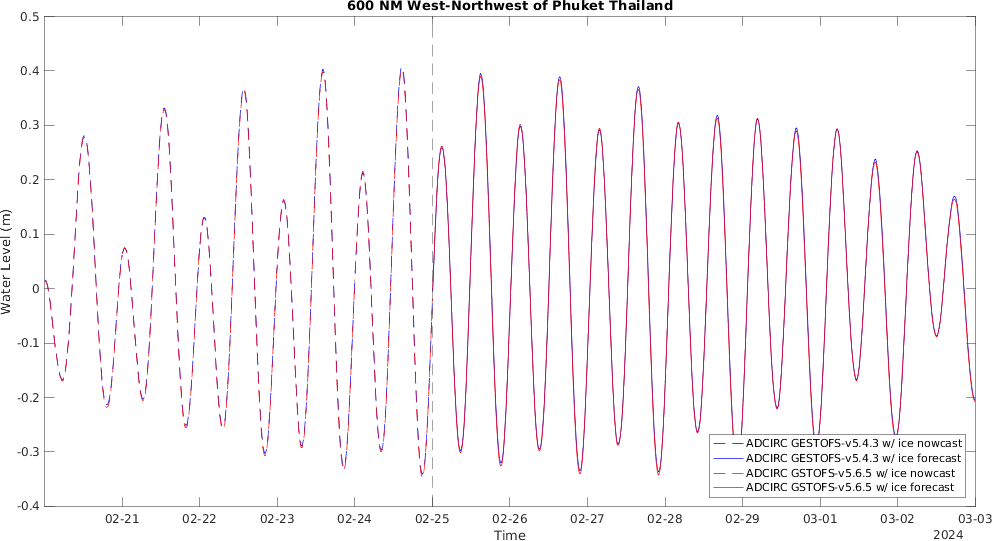 600 NM West-Northwest of Phuket Thailand
0.5
0.4
0.3
0.2
0.1
0
-0.1
-0.2
-0.3
-0.4
Water Level (m)
ADCIRC GESTOFS-v5.4.3 w/ ice nowcast
ADCIRC GESTOFS-v5.4.3 w/ ice forecast
ADCIRC GSTOFS-v5.6.5 w/ ice nowcast
ADCIRC GSTOFS-v5.6.5 w/ ice forecast
02-21 02-22 02-23 02-24 02-25 02-26 02-27 02-28 02-29 03-01 03-02 03-03
Time
2024